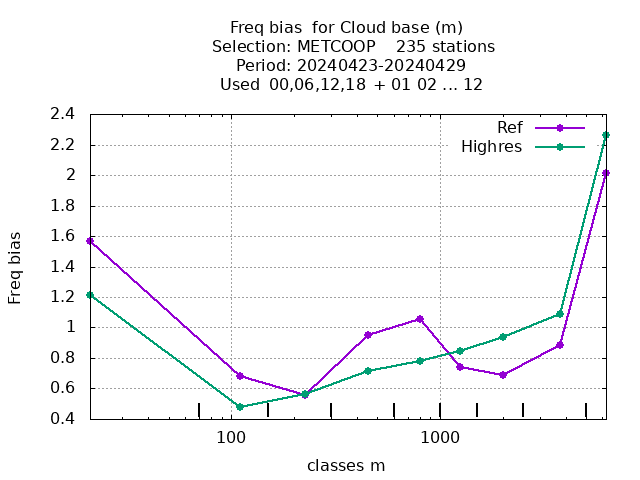 Freq bias  for Cloud base (m)
Selection: METCOOP    235 stations
Period: 20240423-20240429
Used  00,06,12,18  + 01 02 ... 12
Ref
Highres
2.4
2.2
2
1.8
1.6
1.4
1.2
1
0.8
0.6
0.4
Freq bias
100
1000
classes m